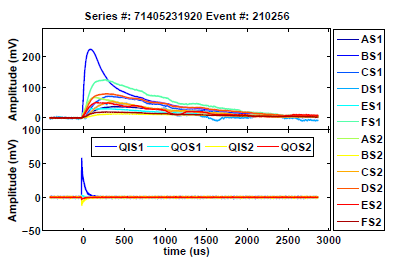 Series #: 71405231920 Event #: 210256
Amplitude (mV)
200
100
0
AS1
BS1
CS1
DS1
ES1
FS1
AS2
BS2
CS2
DS2
ES2
FS2
Amplitude (mV)
100
50
0
−50
QIS1 QOS1 QIS2 QOS2
0 500 1000 1500 2000 2500 3000
time (us)